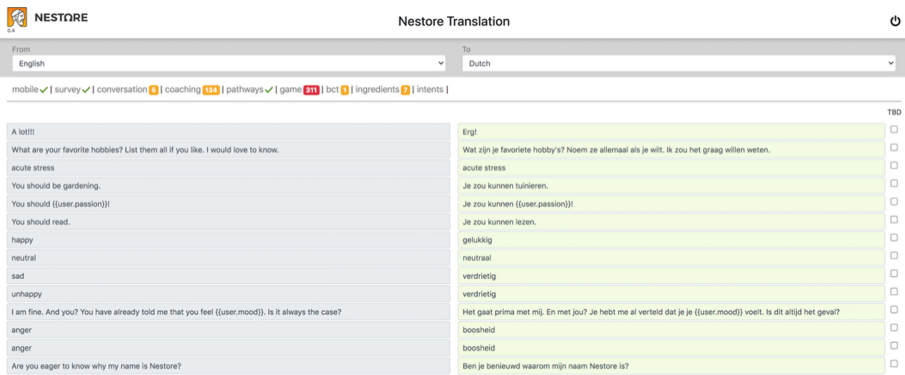 NESTORE
0.4
Nestore Translation
From
To
English
Dutch
mobile | survey | conversation 5 | coaching 134 | pathways | game 311 | bct 1 | ingredients 7 | intents |
TBD
A lot!!!
Erg!
What are your favorite hobbies? List them all if you like. I would love to know.
Wat zijn je favoriete hobby's? Noem ze allemaal als je wilt. Ik zou het graag willen weten.
acute stress
acute stress
You should be gardening.
Je zou kunnen tuinieren.
You should {{user.passion}}!
Je zou kunnen {{user.passion}}!
You should read.
Je zou kunnen lezen.
happy
gelukkig
neutral
neutraal
sad
verdrietig
unhappy
verdrietig
I am fine. And you? You have already told me that you feel {{user.mood}}. Is it always the case?
Het gaat prima met mij. En met jou? Je hebt me al verteld dat je je {{user.mood}} voelt. Is dit altijd het geval?
anger
boosheid
anger
boosheid
Are you eager to know why my name is Nestore?
Ben je benieuwd waarom mijn naam Nestore is?